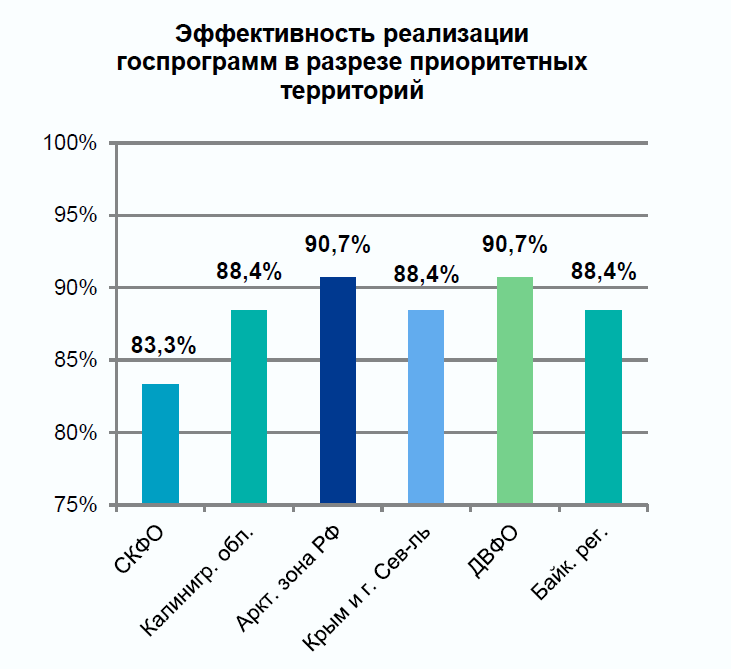 Эффективность реализации
госпрограмм в разрезе приоритетных
территорий
100%
95%
90%
85%
80%
75%
83,3%
88,4%
90,7%
88,4%
90,7%
88,4%
СКФО
Калинигр. обл.
Аркт. зона РФ
Крым и г. Сев-ль
ДВФО
Байк. рег.